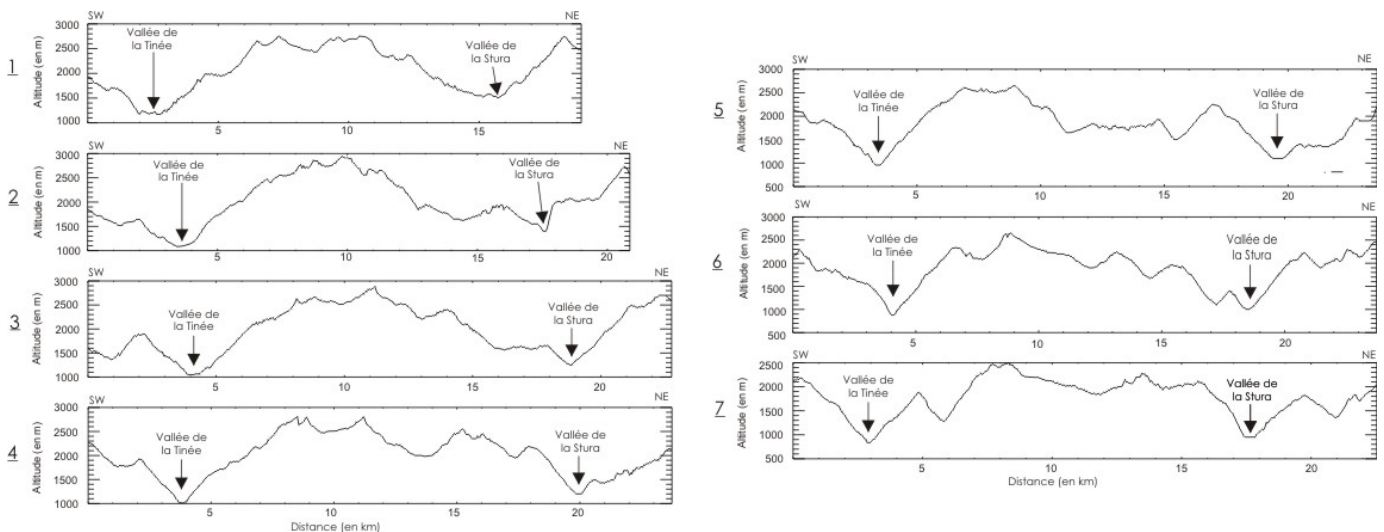 SW
NE
1
Altitude (en m)
3000
2500
2000
1500
1000
Vallée de
la Tinée
Vallée de
la Stura
5
10
15
SW
NE
2
Altitude (en m)
3000
2500
2000
1500
1000
Vallée de
la Tinée
Vallée de
la Stura
5
10
15
20
SW
NE
3
Altitude (en m)
3000
2500
2000
1500
1000
Vallée de
la Tinée
Vallée de
la Stura
5
10
15
20
SW
NE
4
Altitude (en m)
3000
2500
2000
1500
1000
Vallée de
la Tinée
Vallée de
la Stura
5
10
15
20
Distance (en km)
SW
NE
5
Altitude (en m)
3000
2500
2000
1500
1000
500
Vallée de
la Tinée
Vallée de
la Stura
5
10
15
20
SW
NE
6
Altitude (en m)
3000
2500
2000
1500
1000
500
Vallée de
la Tinée
Vallée de
la Stura
5
10
15
20
SW
NE
7
Altitude (en m)
2500
2000
1500
1000
500
Vallée de
la Tinée
Vallée de
la Stura
5
10
15
20
Distance (en km)